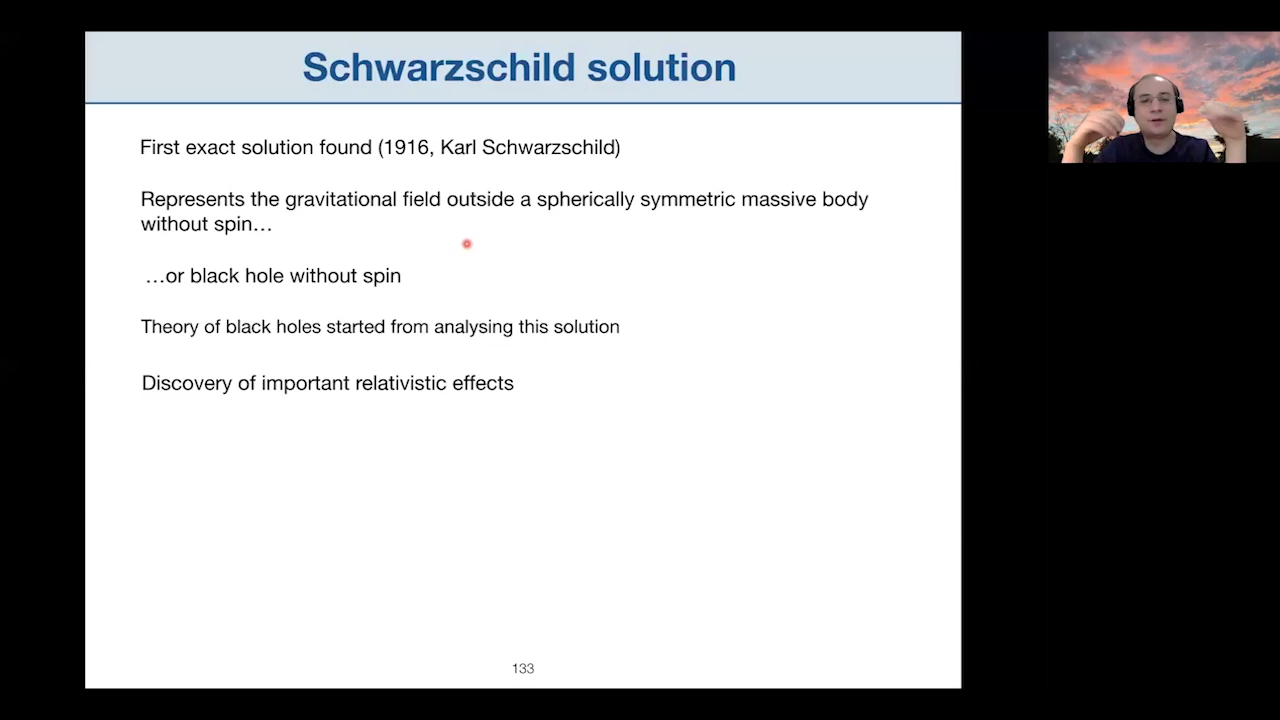 Schwarzschild solution
First exact solution found (1916, Karl Schwarzschild)
Represents the gravitational field outside a spherically symmetric massive body
without spin…
…or black hole without spin
Theory of black holes started from analysing this solution
Discovery of important relativistic effects
133